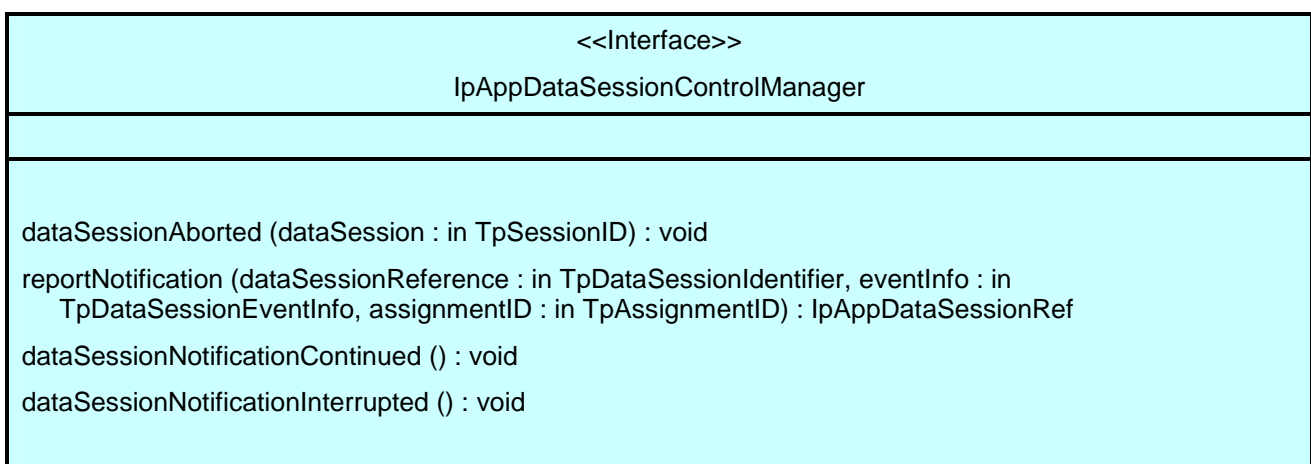 <<Interface>>
IpAppDataSessionControlManager
dataSessionAborted (dataSession : in TpSessionID) : void
reportNotification (dataSessionReference : in TpDataSessionIdentifier, eventInfo : in
TpDataSessionEventInfo, assignmentID : in TpAssignmentID) : IpAppDataSessionRef
dataSessionNotificationContinued () : void
dataSessionNotificationInterrupted () : void